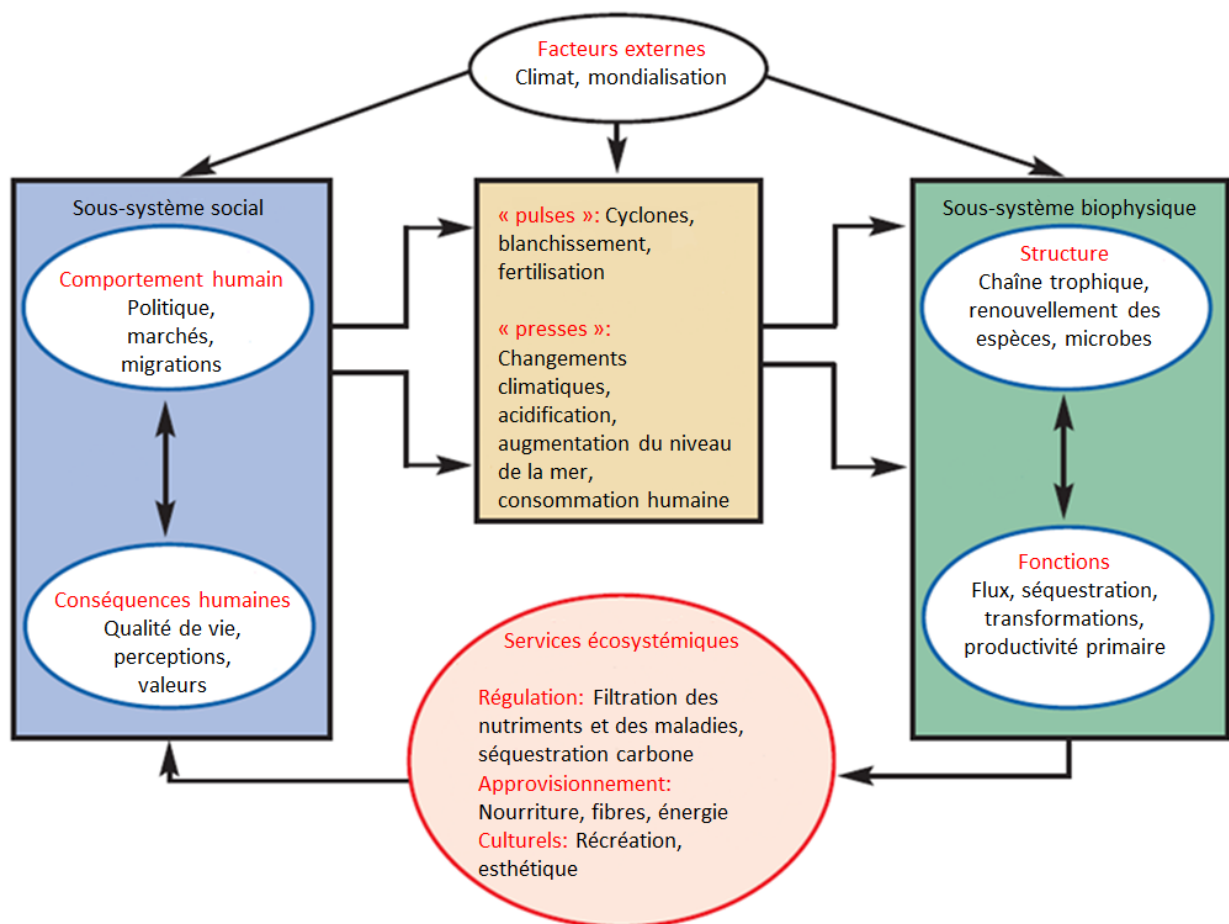 Facteurs externes
Climat, mondialisation
Sous-système social
Comportement humain
Politique,
marchés,
migrations
Conséquences humaines
Qualité de vie,
perceptions,
valeurs
« pulses »: Cyclones,
blanchissement,
fertilisation
« presses »:
Changements
climatiques,
acidification,
augmentation du niveau
de la mer,
consommation humaine
Sous-système biophysique
Structure
Chaîne trophique,
renouvellement des
espèces, microbes
Fonctions
Flux, séquestration,
transformations,
productivité primaire
Services écosystémiques
Régulation: Filtration des
nutriments et des maladies,
séquestration carbone
Approvisionnement:
Nourriture, fibres, énergie
Culturels: Récréation,
esthétique